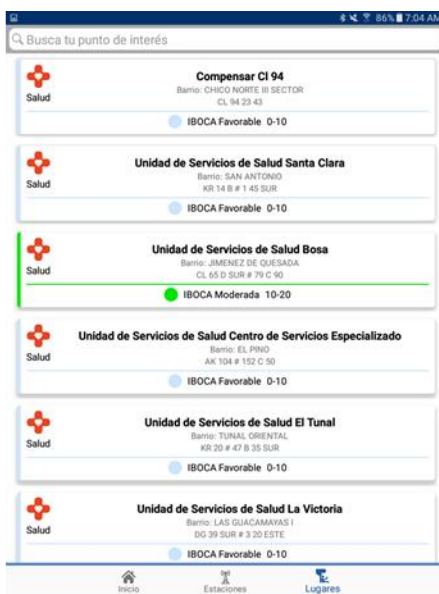 86% 7:04 AM
Busca tu punto de interés
Compensar Cl 94
Barrio: CHICO NORTE III SECTOR
CL 94 23 43
Salud
IBOCA Favorable 0-10
Unidad de Servicios de Salud Santa Clara
Barrio: SAN ANTONIO
KR 14 B # 1 45 SUR
Salud
IBOCA Favorable 0-10
Unidad de Servicios de Salud Bosa
Barrio: JIMENEZ DE QUESADA
CL 65 D SUR # 79 C 90
Salud
IBOCA Moderada 10-20
Unidad de Servicios de Salud Centro de Servicios Especializado
Barrio: EL PINO
AK 104 # 152 C 50
Salud
IBOCA Favorable 0-10
Unidad de Servicios de Salud El Tunal
Barrio: TUNAL ORIENTAL
KR 20 # 47 B 35 SUR
Salud
IBOCA Favorable 0-10
Unidad de Servicios de Salud La Victoria
Barrio: LAS GUACAMAYAS I
DG 39 SUR # 3 20 ESTE
Salud
IBOCA Favorable 0-10
Inicio
Estaciones
Lugares